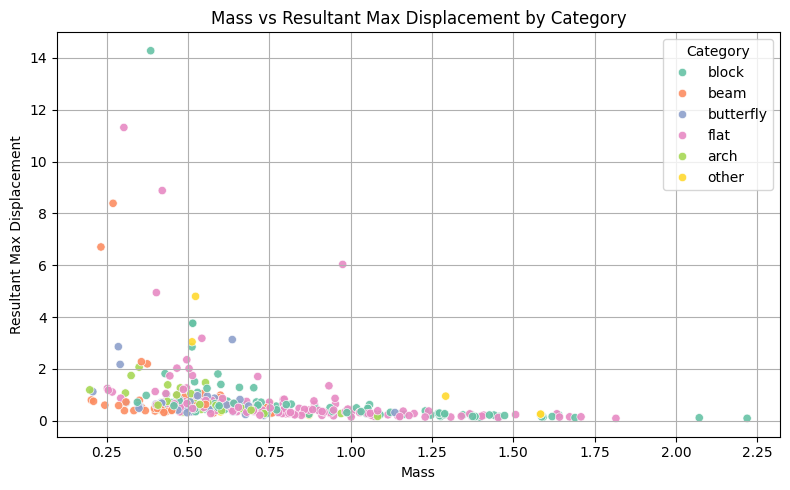 Mass vs Resultant Max Displacement by Category
Resultant Max Displacement
14
12
10
8
6
4
2
0
Category
block
beam
butterfly
flat
arch
other
0.25
0.50
0.75
1.00
1.25
1.50
1.75
2.00
2.25
Mass